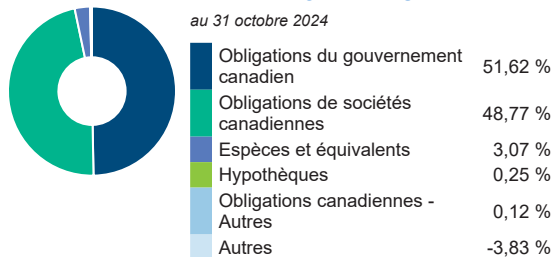 au 31 octobre 2024
Obligations du gouvernement
canadien 51,62 %
Obligations de sociétés
canadiennes 48,77 %
Espèces et équivalents 3,07 %
Hypothèques 0,25 %
Obligations canadiennes -
Autres 0,12 %
Autres -3,83 %